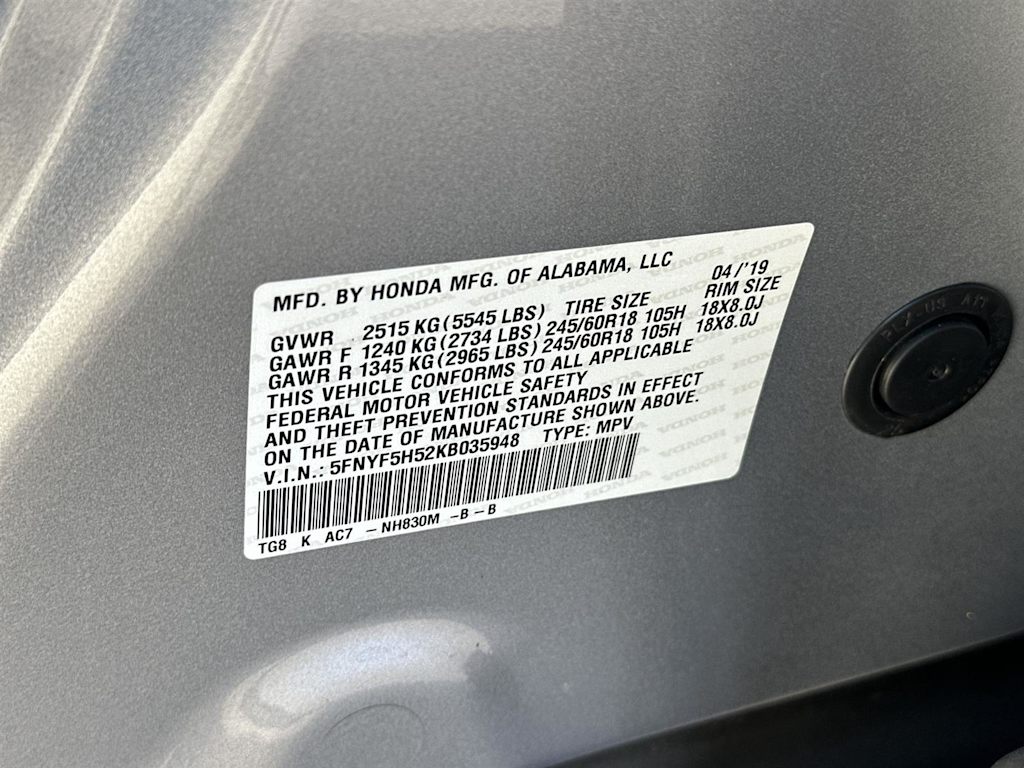 MFD. BY HONDA MFG. OF ALABAMA, LLC 04/'19
GVWR 2515 KG (5545 LBS) TIRE SIZE RIM SIZE
GAWR F 1240 KG (2734 LBS) 245/60R18 105H 18X8.0J
GAWR R 1345 KG (2965 LBS) 245/60R18 105H 18X8.0J
THIS VEHICLE CONFORMS TO ALL APPLICABLE
FEDERAL MOTOR VEHICLE SAFETY
AND THEFT PREVENTION STANDARDS IN EFFECT
ON THE DATE OF MANUFACTURE SHOWN ABOVE.
V.I.N.: 5FNYF5H52KB035948 TYPE: MPV
TG8 K AC7 - NH830M - B - B